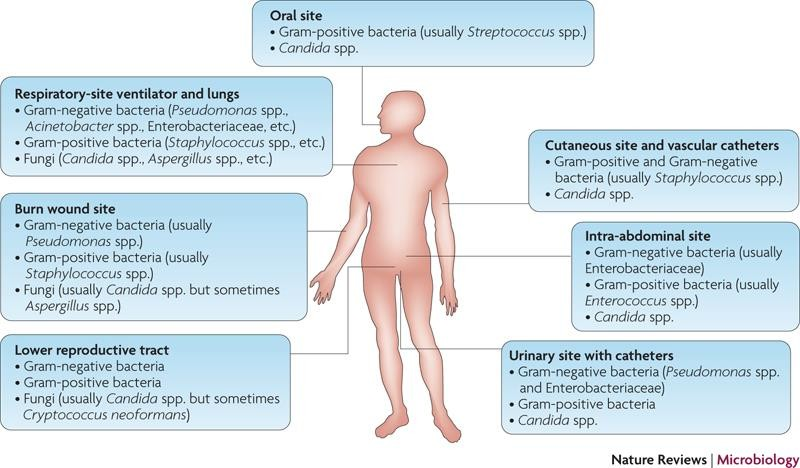 Oral site
• Gram-positive bacteria (usually Streptococcus spp.)
• Candida spp.
Respiratory-site ventilator and lungs
• Gram-negative bacteria (Pseudomonas spp.,
Acinetobacter spp., Enterobacteriaceae, etc.)
• Gram-positive bacteria (Staphylococcus spp., etc.)
• Fungi (Candida spp., Aspergillus spp., etc.)
Cutaneous site and vascular catheters
• Gram-positive and Gram-negative
bacteria (usually Staphylococcus spp.)
• Candida spp.
Burn wound site
• Gram-negative bacteria (usually
Pseudomonas spp.)
• Gram-positive bacteria (usually
Staphylococcus spp.)
• Fungi (usually Candida spp. but sometimes
Aspergillus spp.)
Intra-abdominal site
• Gram-negative bacteria (usually
Enterobacteriaceae)
• Gram-positive bacteria (usually
Enterococcus spp.)
• Candida spp.
Lower reproductive tract
• Gram-negative bacteria
• Gram-positive bacteria
• Fungi (usually Candida spp. but sometimes
Cryptococcus neoformans)
Urinary site with catheters
• Gram-negative bacteria (Pseudomonas spp.
and Enterobacteriaceae)
• Gram-positive bacteria
• Candida spp.
Nature Reviews | Microbiology